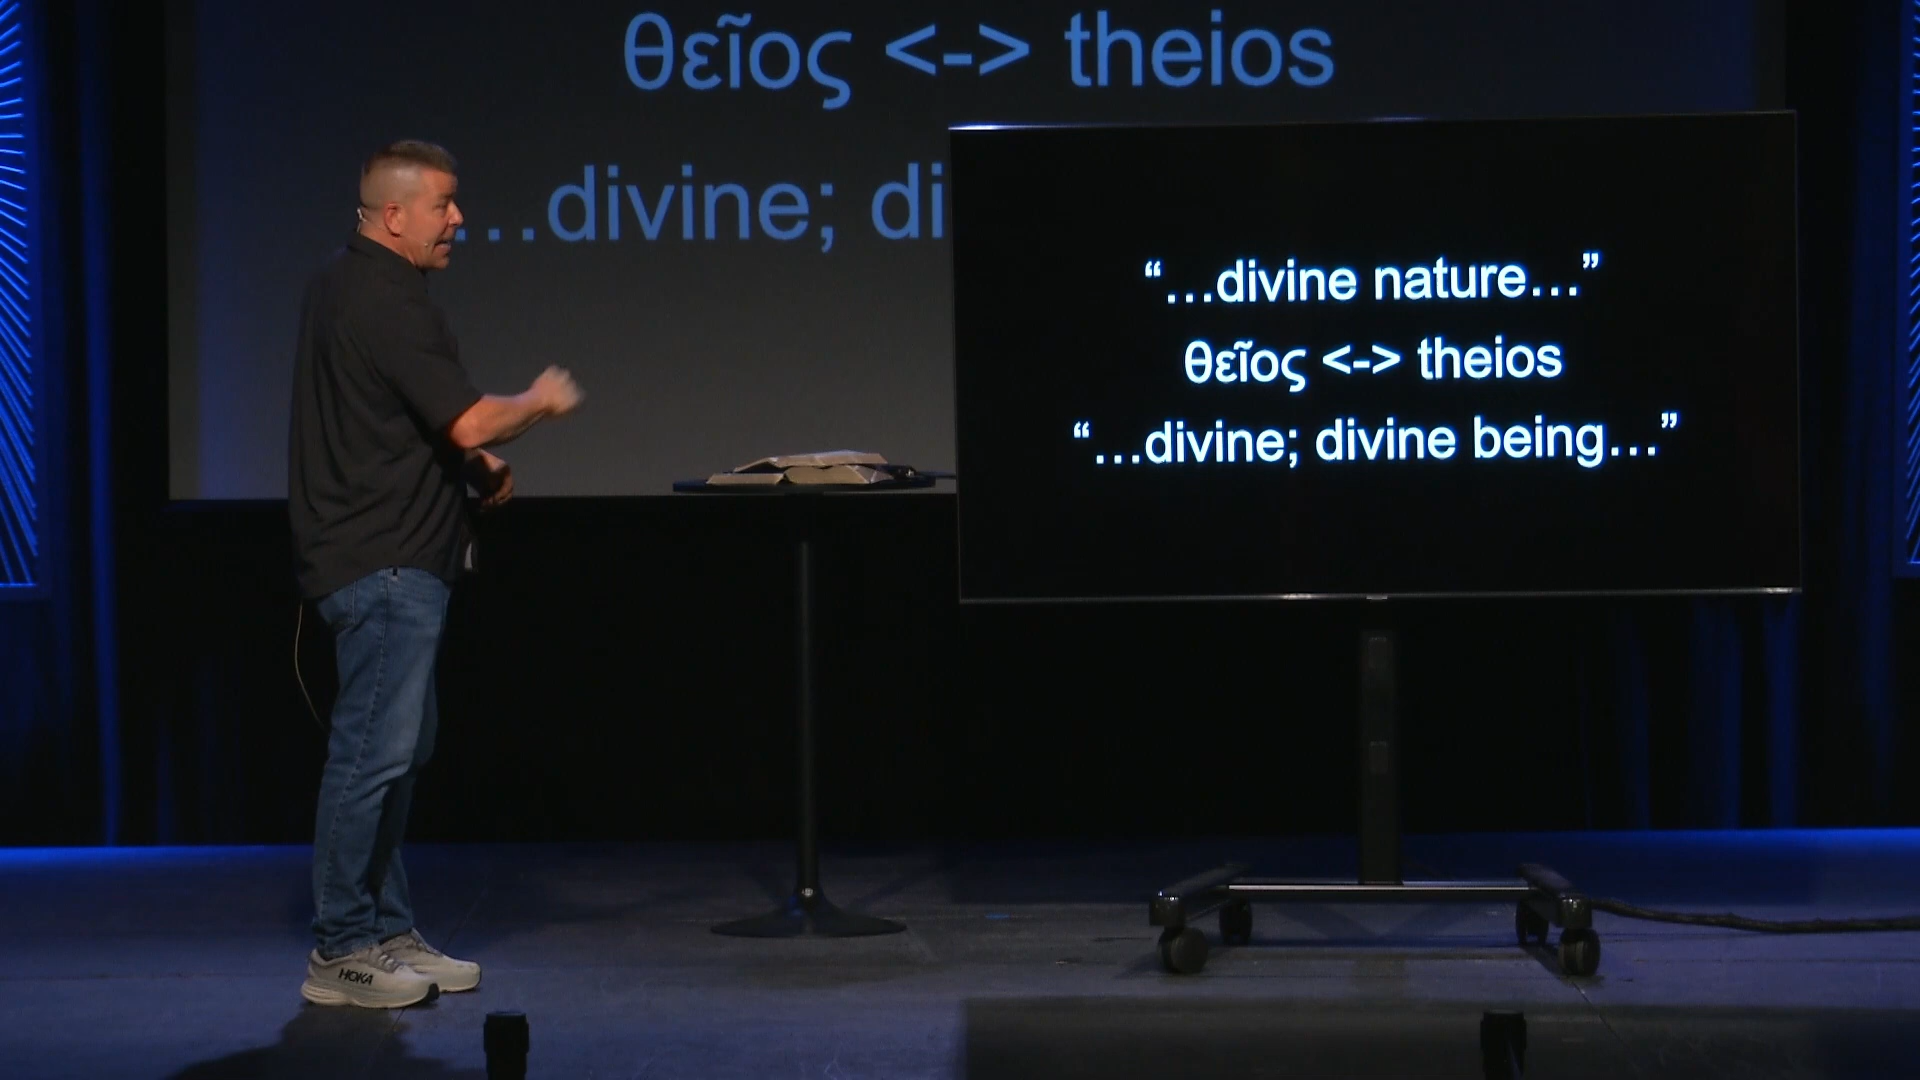 θεῖος <-> theios
…divine; di
“…divine nature…”
θεῖος <-> theios
“…divine; divine being…”
HOKA